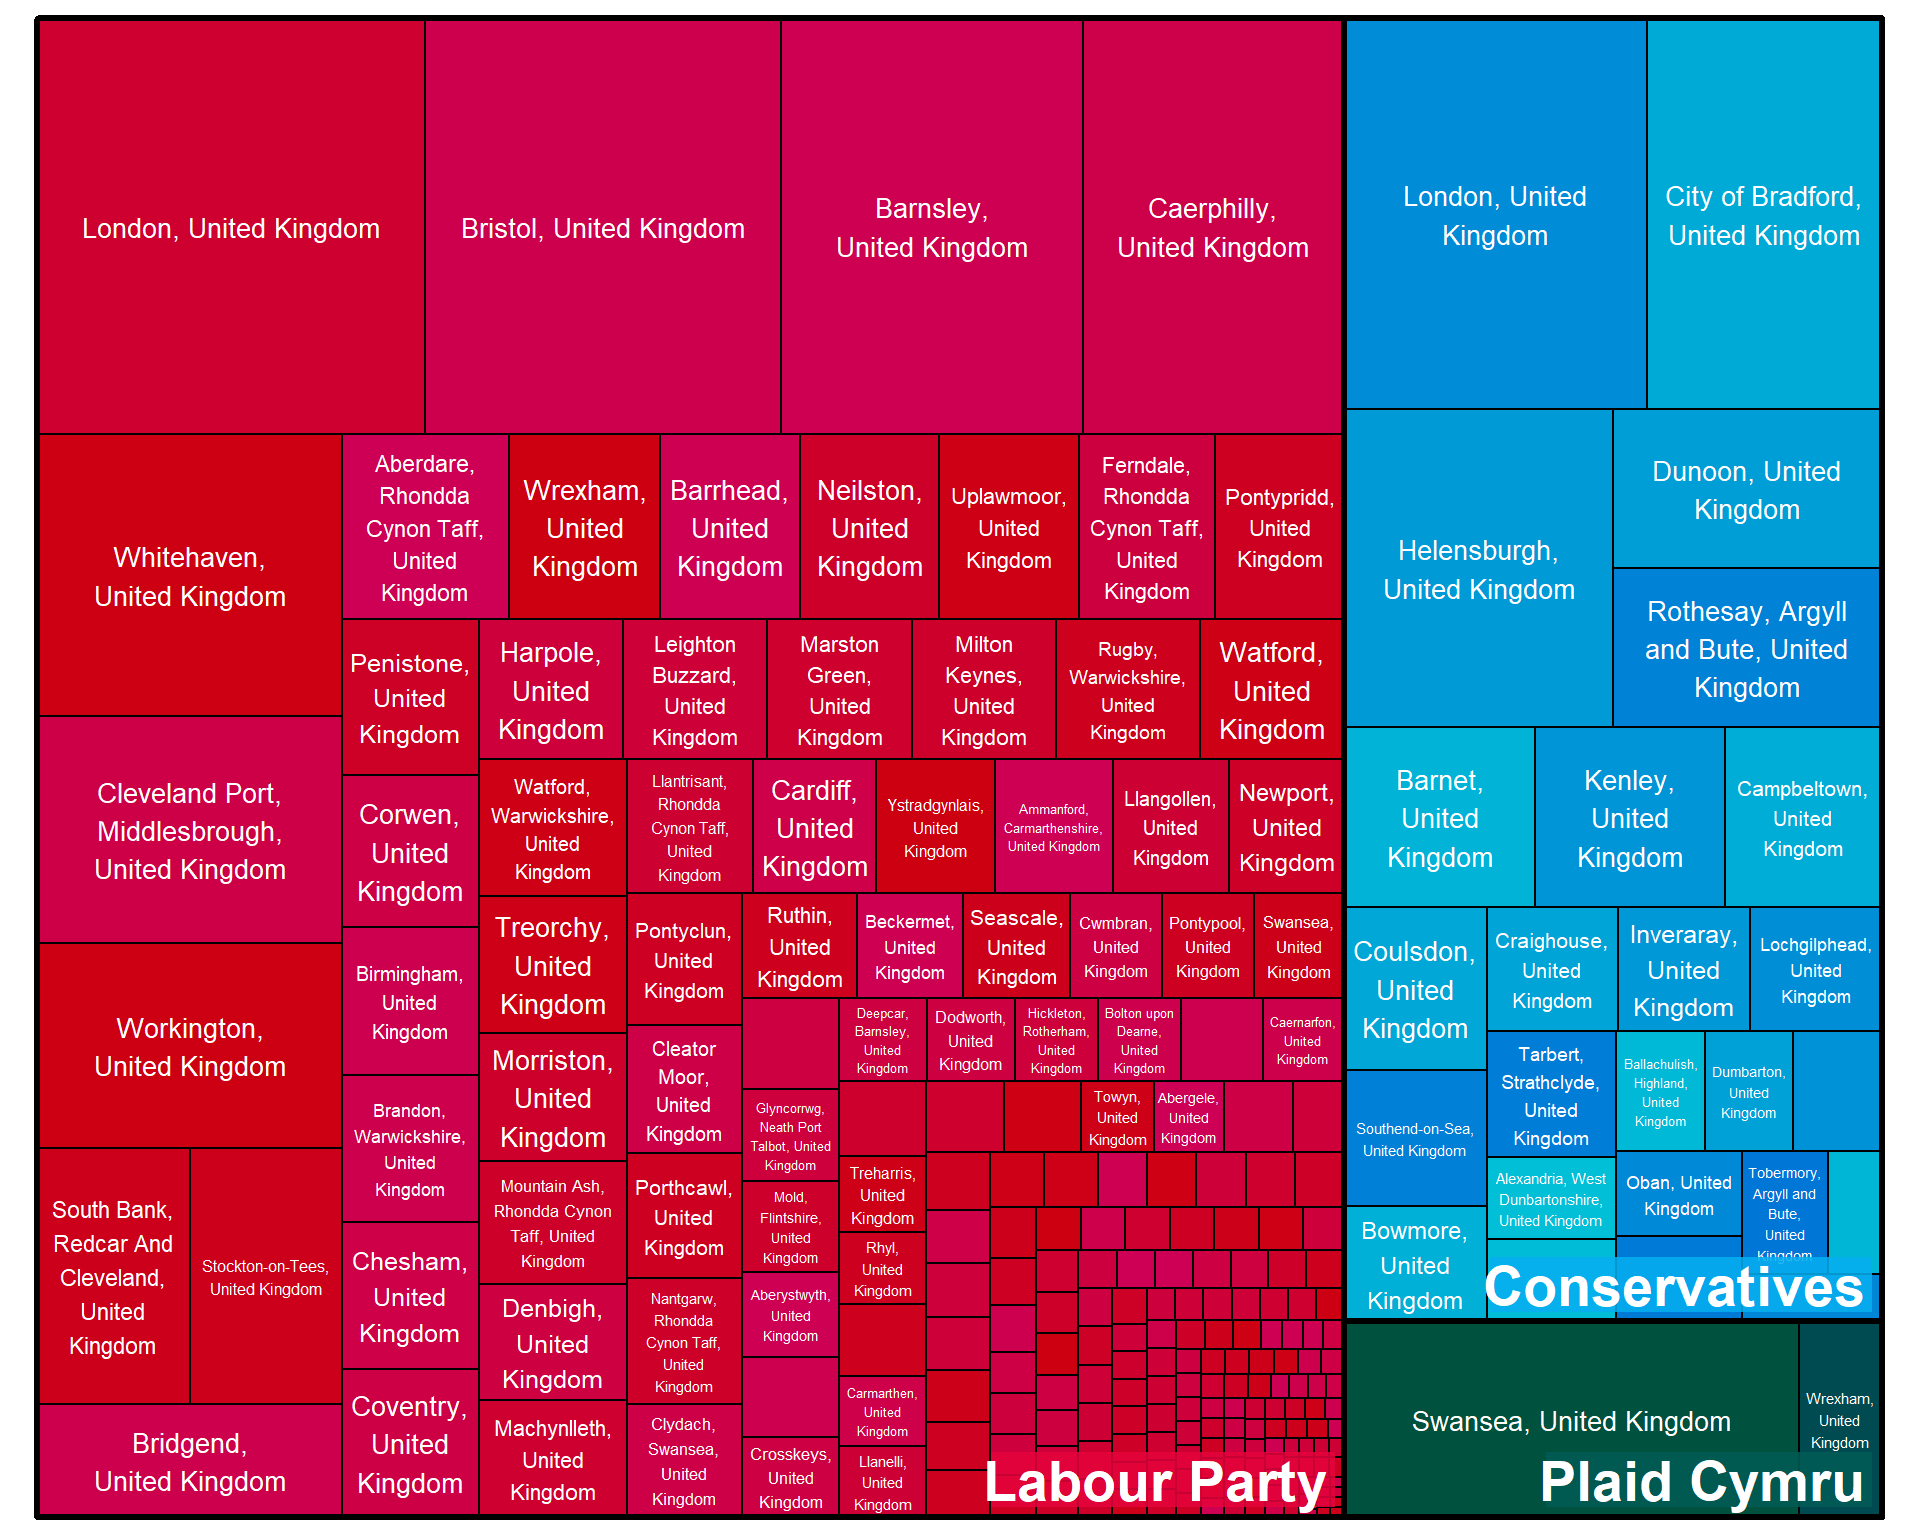 London, United Kingdom
Bristol, United Kingdom
Barnsley,
United Kingdom
Caerphilly,
United Kingdom
Whitehaven,
United Kingdom
Cleveland Port,
Middlesbrough,
United Kingdom
Workington,
United Kingdom
South Bank,
Redcar And
Cleveland,
United
Kingdom
Stockton-on-Tees,
United Kingdom
Bridgend,
United Kingdom
Aberdare,
Rhondda
Cynon Taff,
United
Kingdom
Wrexham,
United
Kingdom
Barrhead,
United
Kingdom
Neilston,
United
Kingdom
Uplawmoor,
United
Kingdom
Ferndale,
Rhondda
Cynon Taff,
United
Kingdom
Pontypridd,
United
Kingdom
Penistone,
United
Kingdom
Corwen,
United
Kingdom
Birmingham,
United
Kingdom
Brandon,
Warwickshire,
United
Kingdom
Chesham,
United
Kingdom
Coventry,
United
Kingdom
Harpole,
United
Kingdom
Leighton
Buzzard,
United
Kingdom
Marston
Green,
United
Kingdom
Milton
Keynes,
United
Kingdom
Rugby,
Warwickshire,
United
Kingdom
Watford,
United
Kingdom
Watford,
Warwickshire,
United
Kingdom
Treorchy,
United
Kingdom
Morriston,
United
Kingdom
Mountain Ash,
Rhondda Cynon
Taff, United
Kingdom
Denbigh,
United
Kingdom
Machynlleth,
United
Kingdom
Llantrisant,
Rhondda
Cynon Taff,
United
Kingdom
Cardiff,
United
Kingdom
Ystradgynlais,
United
Kingdom
Ammanford,
Carmarthenshire,
United Kingdom
Llangollen,
United
Kingdom
Newport,
United
Kingdom
Pontyclun,
United
Kingdom
Cleator
Moor,
United
Kingdom
Porthcawl,
United
Kingdom
Nantgarw,
Rhondda
Cynon Taff,
United
Kingdom
Clydach,
Swansea,
United
Kingdom
Ruthin,
United
Kingdom
Beckermet,
United
Kingdom
Seascale,
United
Kingdom
Cwmbran,
United
Kingdom
Pontypool,
United
Kingdom
Swansea,
United
Kingdom
Glyncorrwg,
Neath Port
Talbot, United
Kingdom
Mold,
Flintshire,
United
Kingdom
Aberystwyth,
United
Kingdom
Crosskeys,
United
Kingdom
Deepcar,
Barnsley,
United
Kingdom
Dodworth,
United
Kingdom
Hickleton,
Rotherham,
United
Kingdom
Bolton upon
Dearne,
United
Kingdom
Caernarfon,
United
Kingdom
Towyn,
United
Kingdom
Abergele,
United
Kingdom
Treharris,
United
Kingdom
Rhyl,
United
Kingdom
Carmarthen,
United
Kingdom
Llanelli,
United
Kingdom
Labour Party
London, United
Kingdom
City of Bradford,
United Kingdom
Helensburgh,
United Kingdom
Dunoon, United
Kingdom
Rothesay, Argyll
and Bute, United
Kingdom
Barnet,
United
Kingdom
Kenley,
United
Kingdom
Campbeltown,
United
Kingdom
Coulsdon,
United
Kingdom
Southend-on-Sea,
United Kingdom
Bowmore,
United
Kingdom
Craighouse,
United
Kingdom
Inveraray,
United
Kingdom
Lochgilphead,
United
Kingdom
Tarbert,
Strathclyde,
United
Kingdom
Ballachulish,
Highland,
United
Kingdom
Dumbarton,
United
Kingdom
Alexandria, West
Dunbartonshire,
United Kingdom
Oban, United
Kingdom
Tobermory,
Argyll and
Bute,
United
Kingdom
Conservatives
Swansea, United Kingdom
Wrexham,
United
Kingdom
Plaid Cymru